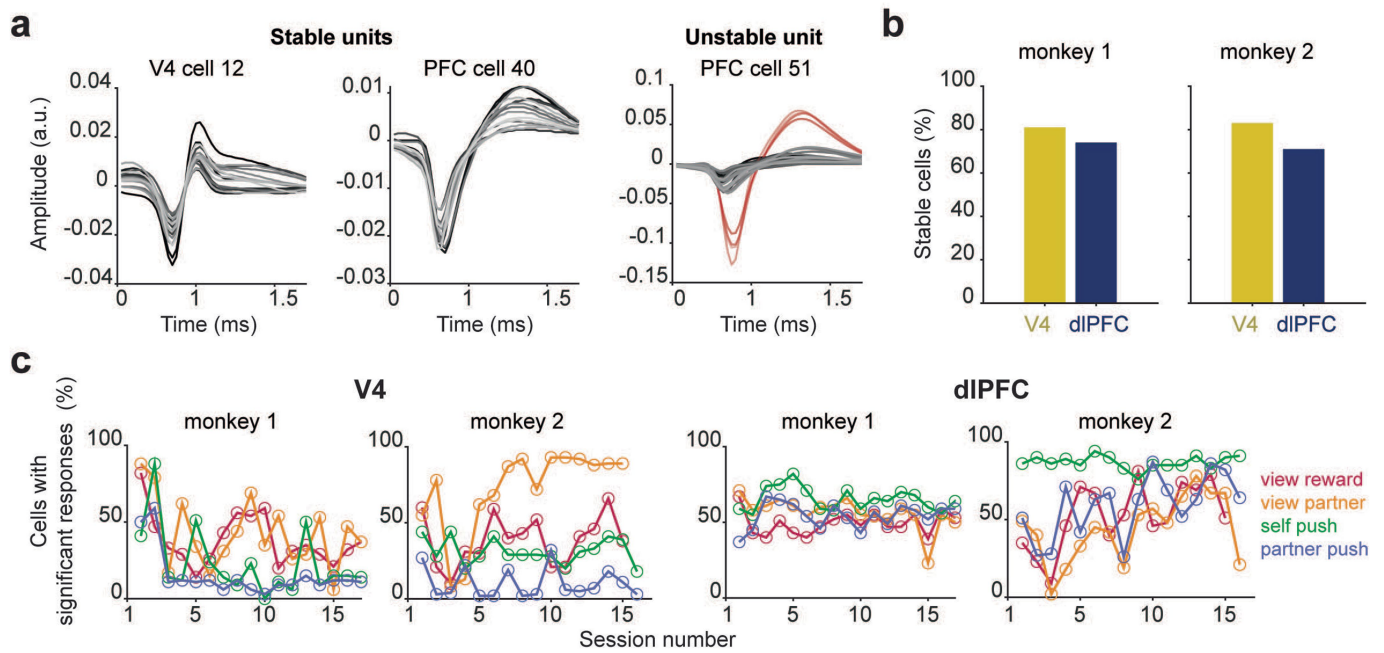 a
Stable units
Unstable unit
V4 cell 12
PFC cell 40
PFC cell 51
Amplitude (a.u.)
0.04
0.02
0
-0.02
-0.04
0
1
1.5
Time (ms)
0.01
0
-0.01
-0.02
-0.03
0
1
1.5
Time (ms)
0.1
0.05
0
-0.05
-0.1
-0.15
0
1
1.5
Time (ms)
b
monkey 1
monkey 2
Stable cells (%)
100
80
60
40
20
0
V4
dlPFC
V4
dlPFC
c
V4
dlPFC
monkey 1
monkey 2
monkey 1
monkey 2
Cells with
significant responses (%)
100
50
0
1
5
10
15
100
50
0
1
5
10
15
100
50
0
1
5
10
15
100
50
0
1
5
10
15
Session number
view reward
view partner
self push
partner push